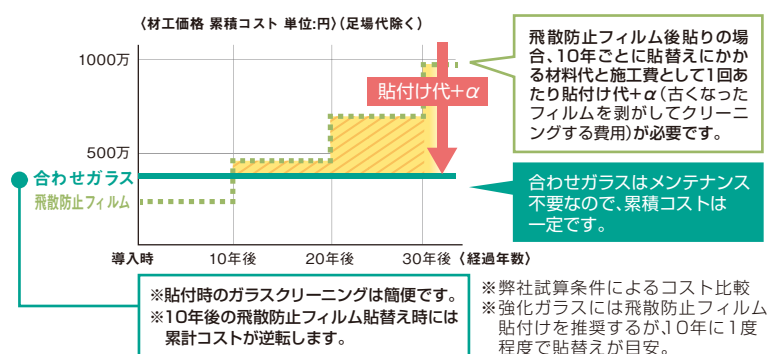 〈材工価格 累積コスト 単位:円〉(足場代除く)
1000万
500万
合わせガラス
飛散防止フィルム
貼付け代+α
導入時
10年後
20年後
30年後
〈経過年数〉
飛散防止フィルム後貼りの場
合、10年ごとに貼替えにかか
る材料代と施工費として1回あ
たり貼付け代+α(古くなった
フィルムを剥がしてクリーニ
ングする費用)が必要です。
合わせガラスはメンテナンス
不要なので、累積コストは
一定です。
※貼付時のガラスクリーニングは簡便です。
※10年後の飛散防止フィルム貼替え時には
累計コストが逆転します。
※弊社試算条件によるコスト比較
※強化ガラスには飛散防止フィルム
貼付けを推奨するが、10年に1度
程度で貼替えが目安。